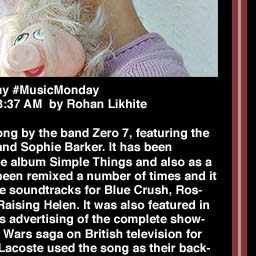 y #MusicMonday
3:37 AM by Rohan Likhite
ong by the band Zero 7, featuring the
and Sophie Barker. It has been
e album Simple Things and also as a
been remixed a number of times and it
e soundtracks for Blue Crush, Ros-
Raising Helen. It was also featured in
s advertising of the complete show-
Wars saga on British television for
Lacoste used the song as their back-